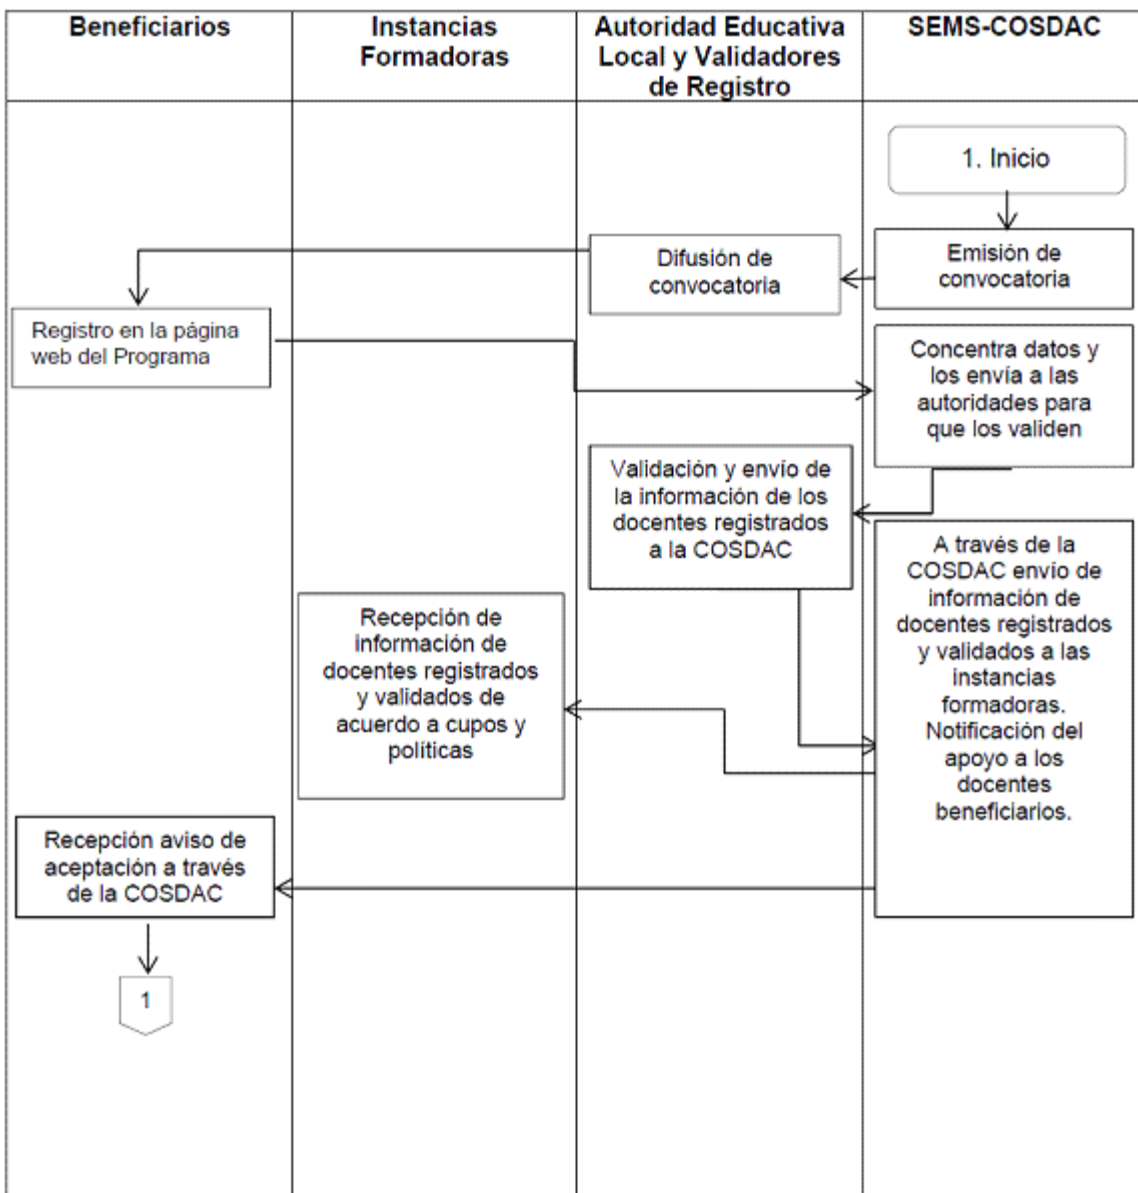 Beneficiarios
Instancias
Formadoras
Autoridad Educativa
Local y Validadores
de Registro
SEMS-COSDAC
1. Inicio
Emisión de
convocatoria
Difusión de
convocatoria
Registro en la página
web del Programa
Concentra datos y
los envía a las
autoridades para
que los validen
Validación y envío de
la información de los
docentes registrados
a la COSDAC
A través de la
COSDAC envío de
información de
docentes registrados
y validados a las
instancias
formadoras.
Notificación del
apoyo a los
docentes
beneficiarios.
Recepción de
información de
docentes registrados
y validados de
acuerdo a cupos y
políticas
Recepción aviso de
aceptación a través
de la COSDAC
1